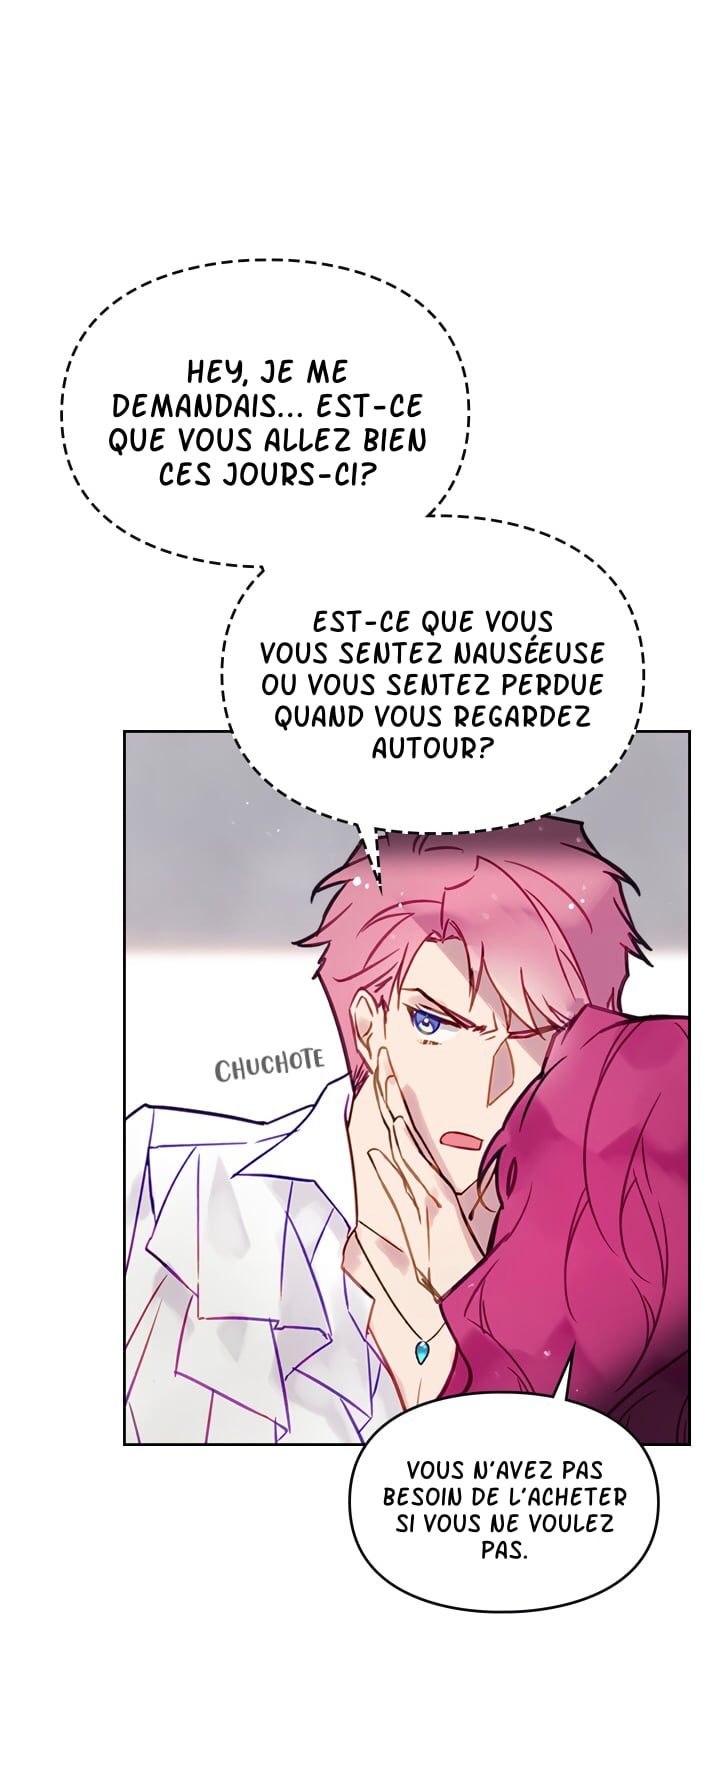 HEY, JE ME
DEMANDAIS... EST-CE
QUE VOUS ALLEZ BIEN
CES JOURS-CI?
EST-CE QUE VOUS
VOUS SENTEZ NAUSÉEUSE
OU VOUS SENTEZ PERDUE
QUAND VOUS REGARDEZ
AUTOUR?
CHUCHOTE
VOUS N'AVEZ PAS
BESOIN DE L'ACHETER
SI VOUS NE VOULEZ
PAS.